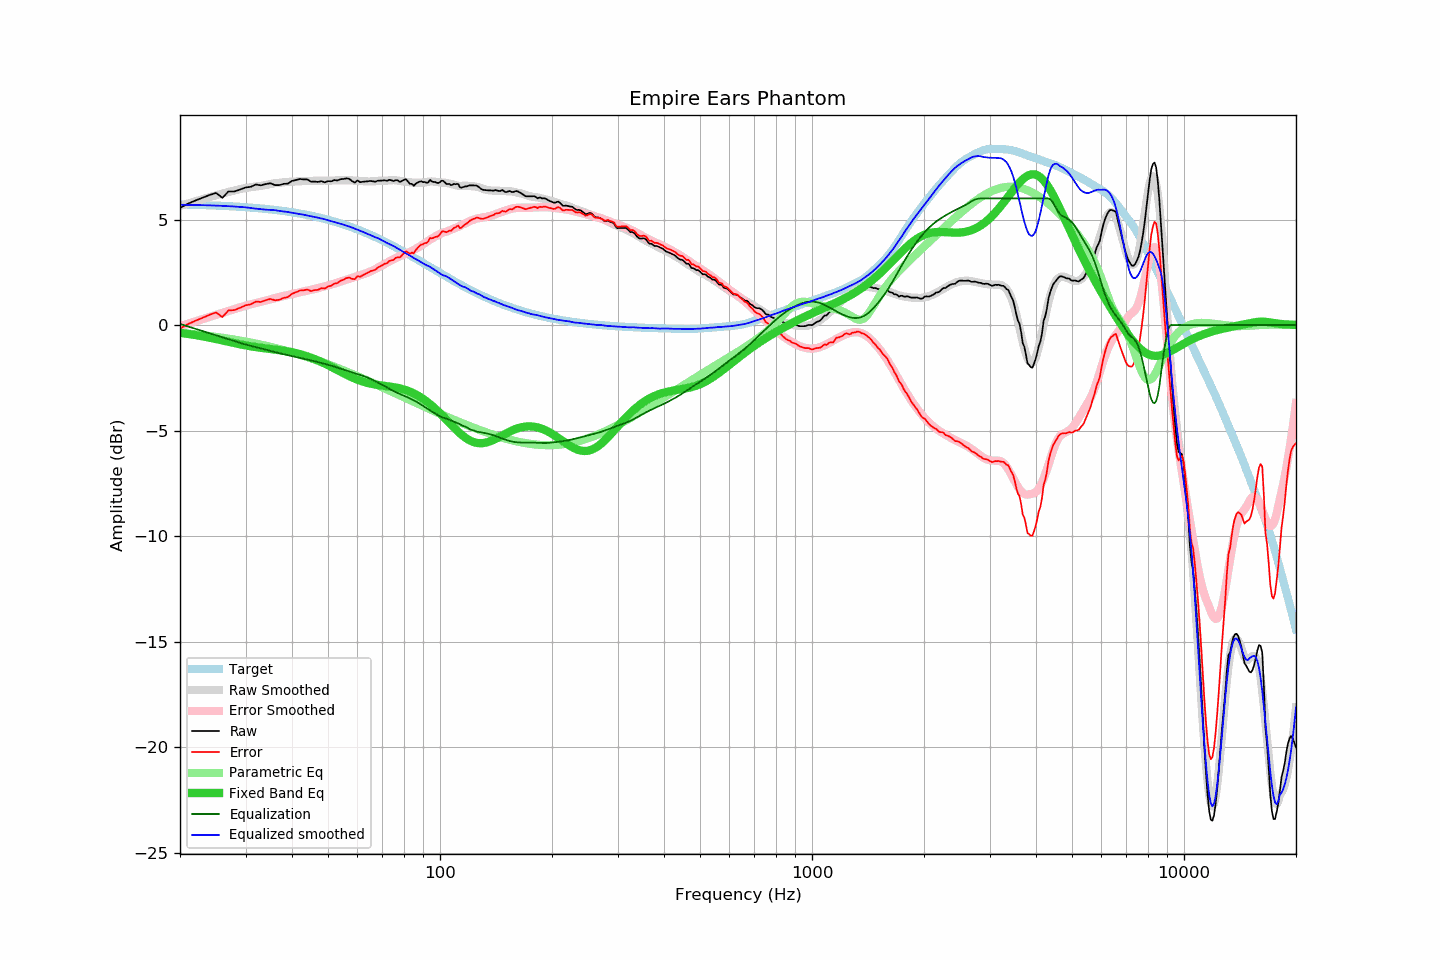 Empire Ears Phantom
Amplitude (dBr)
5
0
−5
−10
−15
−20
−25
Target
Raw Smoothed
Error Smoothed
Raw
Error
Parametric Eq
Fixed Band Eq
Equalization
Equalized smoothed
100
1000
10000
Frequency (Hz)